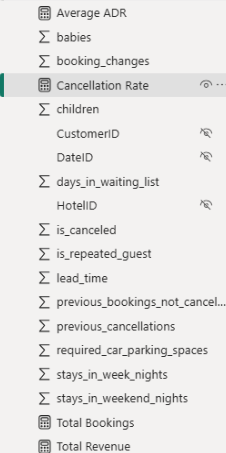 Average ADR
babies
booking_changes
Cancellation Rate
children
CustomerID
DateID
days_in_waiting_list
HotelID
is_canceled
is_repeated_guest
lead_time
previous_bookings_not_cancel...
previous_cancellations
required_car_parking_spaces
stays_in_week_nights
stays_in_weekend_nights
Total Bookings
Total Revenue